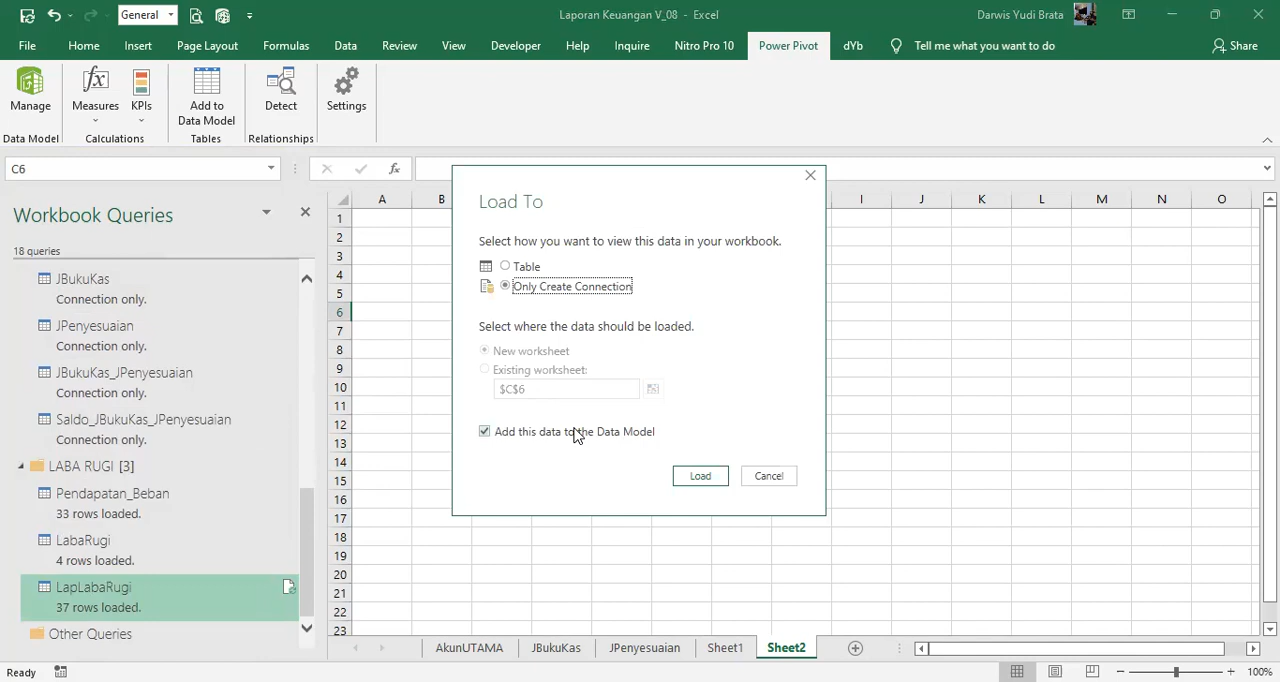 General
Laporan Keuangan V_08 - Excel
Darwis Yudi Brata
File Home Insert Page Layout Formulas Data Review View Developer Help Inquire Nitro Pro 10 Power Pivot dYb Tell me what you want to do Share
Manage
Measures
KPIs
Add to
Data Model
Detect
Settings
Data Model
Calculations
Tables
Relationships
C6
fx
Workbook Queries
18 queries
JBukuKas
Connection only.
JPenyesuaian
Connection only.
JBukuKas_JPenyesuaian
Connection only.
Saldo_JBukuKas_JPenyesuaian
Connection only.
LABA RUGI [3]
Pendapatan_Beban
33 rows loaded.
LabaRugi
4 rows loaded.
LapLabaRugi
37 rows loaded.
Other Queries
A B I J K L M N O
1
2
3
4
5
6
7
8
9
10
11
12
13
14
15
16
17
18
19
20
21
22
23
Load To
Select how you want to view this data in your workbook.
Table
Only Create Connection
Select where the data should be loaded.
New worksheet
Existing worksheet:
$C$6
Add this data to the Data Model
Load Cancel
AkunUTAMA JBukuKas JPenyesuaian Sheet1 Sheet2
Ready
100%